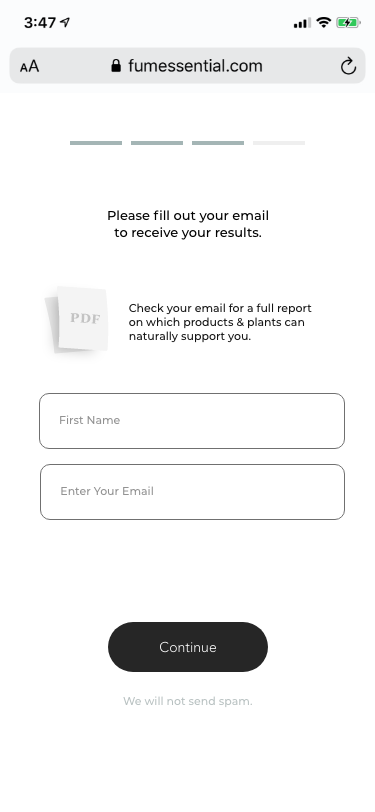 3:47
AA fumessential.com
Please fill out your email
to receive your results.
PDF
Check your email for a full report
on which products & plants can
naturally support you.
First Name
Enter Your Email
Continue
We will not send spam.